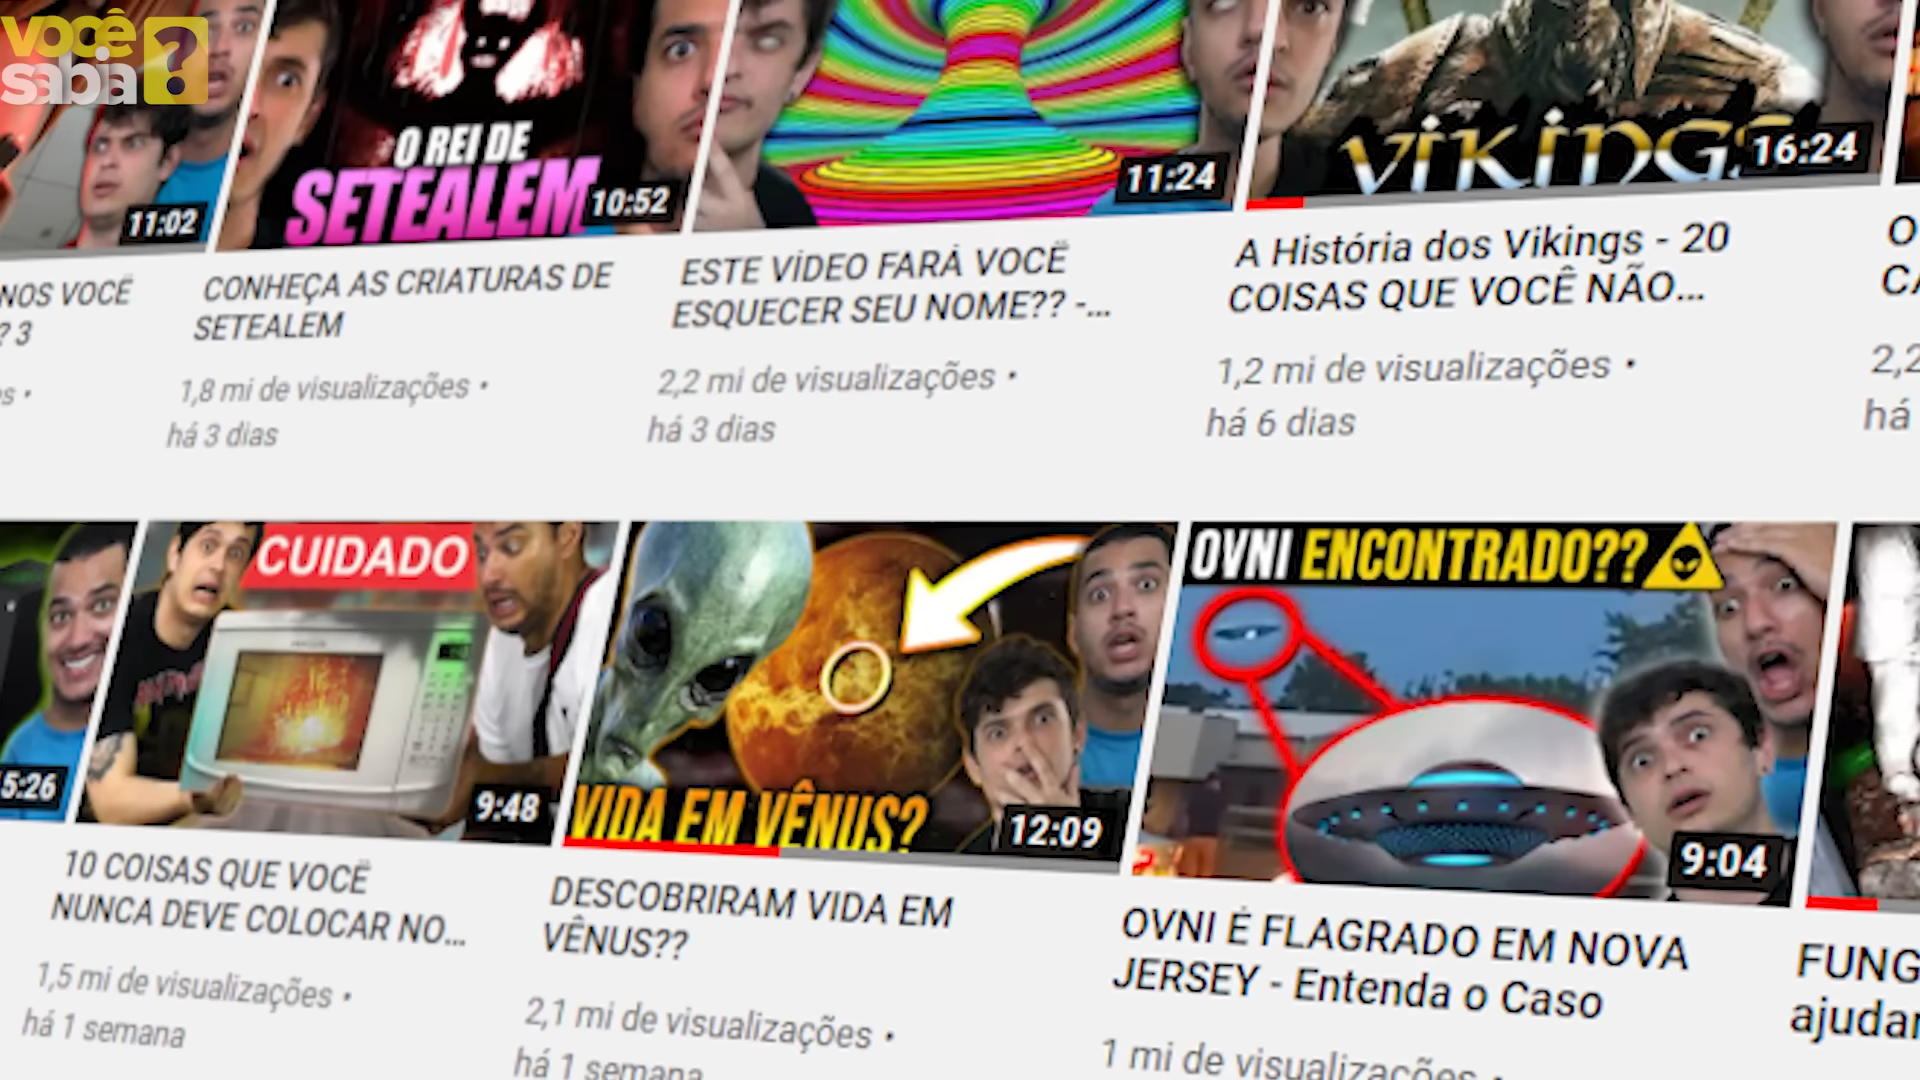 você
sabia ?
O REI DE
SETEALEM
VIKINGS
11:02
10:52
11:24
16:24
NOS VOCÊ
? 3
s •
CONHEÇA AS CRIATURAS DE
SETEALEM
1,8 mi de visualizações •
há 3 dias
ESTE VÍDEO FARÁ VOCÊ
ESQUECER SEU NOME?? -...
2,2 mi de visualizações •
há 3 dias
A História dos Vikings - 20
COISAS QUE VOCÊ NÃO...
1,2 mi de visualizações •
há 6 dias
O
CA
2,2
há
5:26
CUIDADO
9:48
VIDA EM VÊNUS?
12:09
OVNI ENCONTRADO??
9:04
10 COISAS QUE VOCÊ
NUNCA DEVE COLOCAR NO...
1,5 mi de visualizações •
há 1 semana
DESCOBRIRAM VIDA EM
VÊNUS??
2,1 mi de visualizações •
há 1 semana
OVNI É FLAGRADO EM NOVA
JERSEY - Entenda o Caso
1 mi de visualizações •
FUNG
ajudar